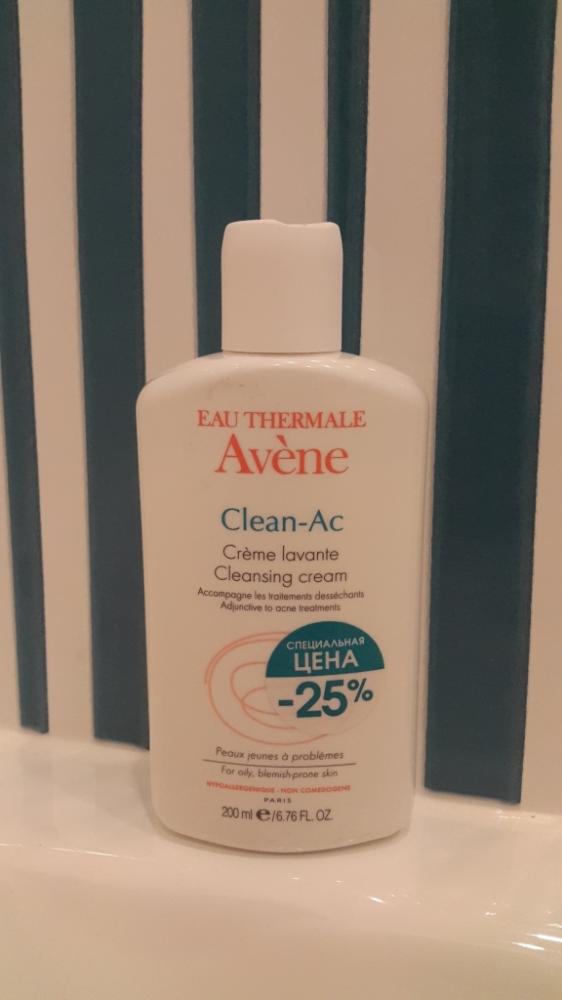 EAU THERMALE
Avène
Clean-Ac
Crème lavante
Cleansing cream
Accompagne les traitements desséchants
Adjunctive to acne treatments
СПЕЦИАЛЬНАЯ
ЦЕНА
-25%
Peaux jeunes à problèmes
For oily, blemish-prone skin
HYPOALLERGENIQUE - NON COMEDOGENE
PARIS
200 ml e/6.76 FL. OZ.